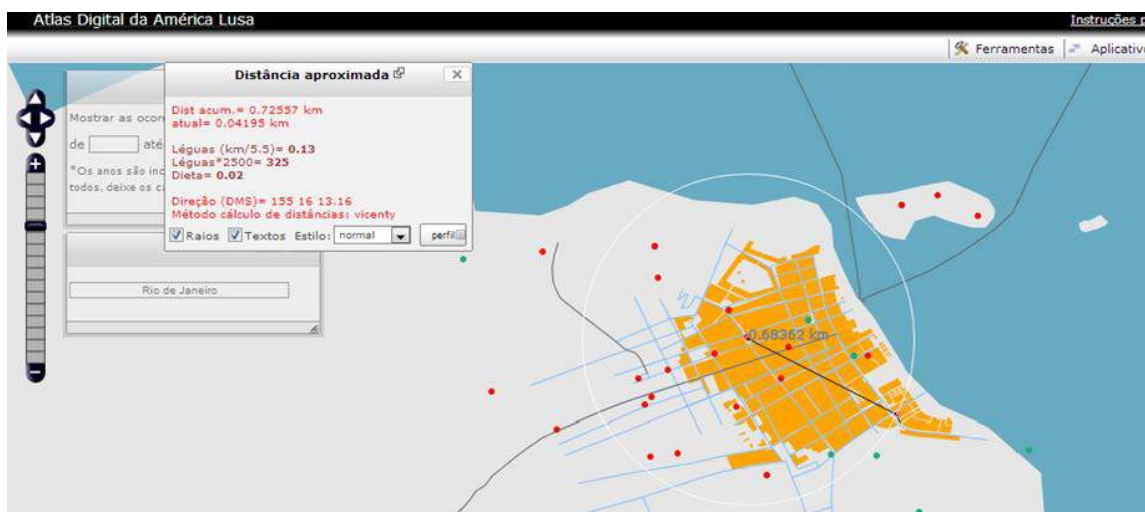 Atlas Digital da América Lusa
Instruções
Ferramentas
Aplicativ
Distância aproximada
Mostrar as ocor
de
até
*Os anos são inc
todos, deixe os c
Dist acum.= 0.72557 km
atual= 0.04195 km
Léguas (km/5.5)= 0.13
Léguas*2500= 325
Dieta= 0.02
Direção (DMS)= 155 16 13.16
Método cálculo de distâncias: vicenty
Raios Textos Estilo: normal perfil
Rio de Janeiro
0.68362 km